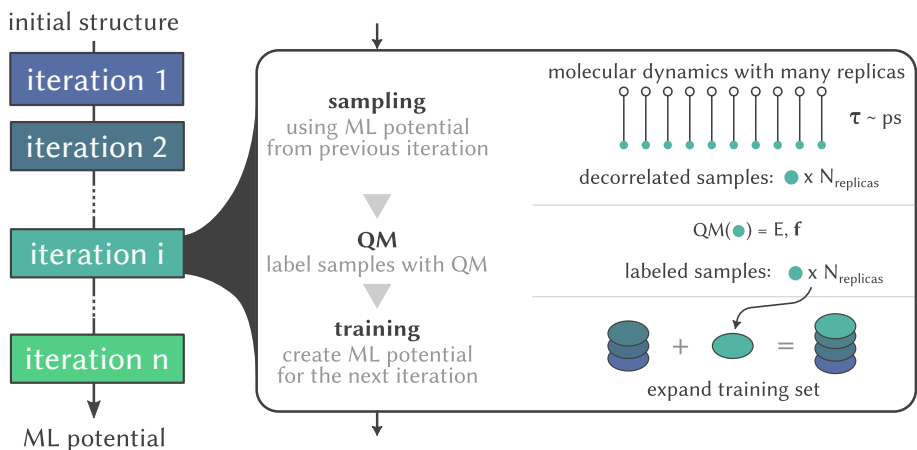 initial structure
iteration 1
iteration 2
iteration i
iteration n
ML potential
sampling
using ML potential
from previous iteration
QM
label samples with QM
training
create ML potential
for the next iteration
molecular dynamics with many replicas
τ ~ ps
decorrelated samples: x Nreplicas
QM( ) = E, f
labeled samples: x Nreplicas
+ =
expand training set